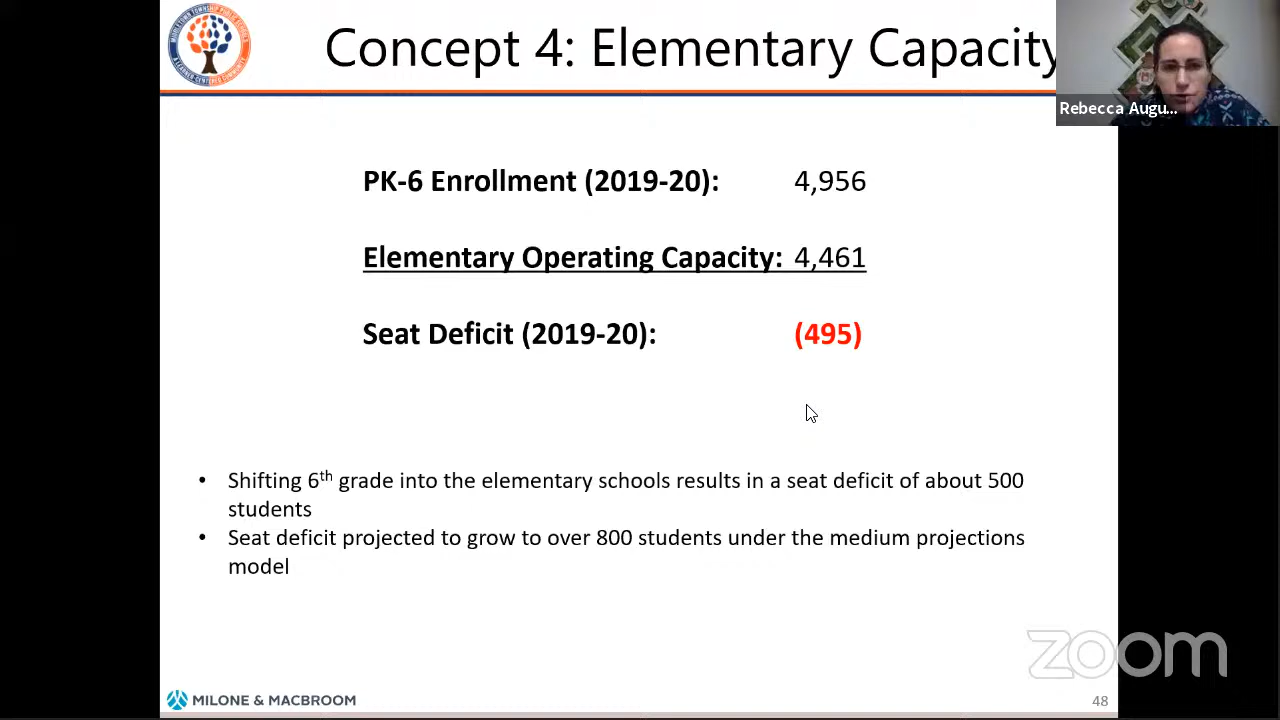 Concept 4: Elementary Capacity
Rebecca Augu...
PK-6 Enrollment (2019-20): 4,956
Elementary Operating Capacity: 4,461
Seat Deficit (2019-20): (495)
• Shifting 6th grade into the elementary schools results in a seat deficit of about 500
students
• Seat deficit projected to grow to over 800 students under the medium projections
model
zoom
MILONE & MACBROOM
48